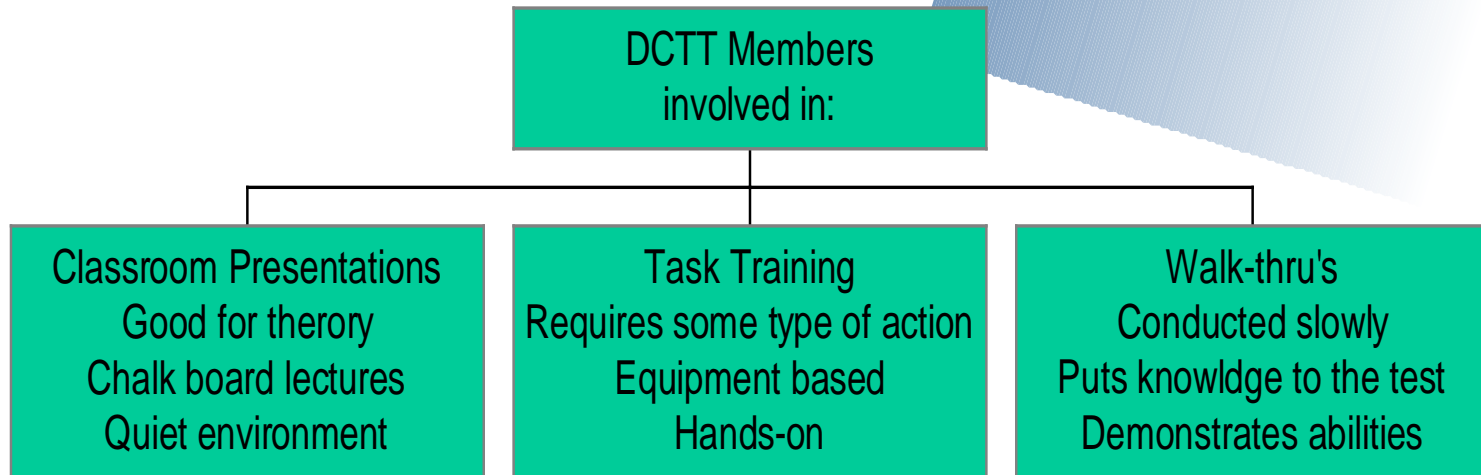 DCTT Members
involved in:
Classroom Presentations
Good for therory
Chalk board lectures
Quiet environment
Task Training
Requires some type of action
Equipment based
Hands-on
Walk-thru's
Conducted slowly
Puts knowldge to the test
Demonstrates abilities